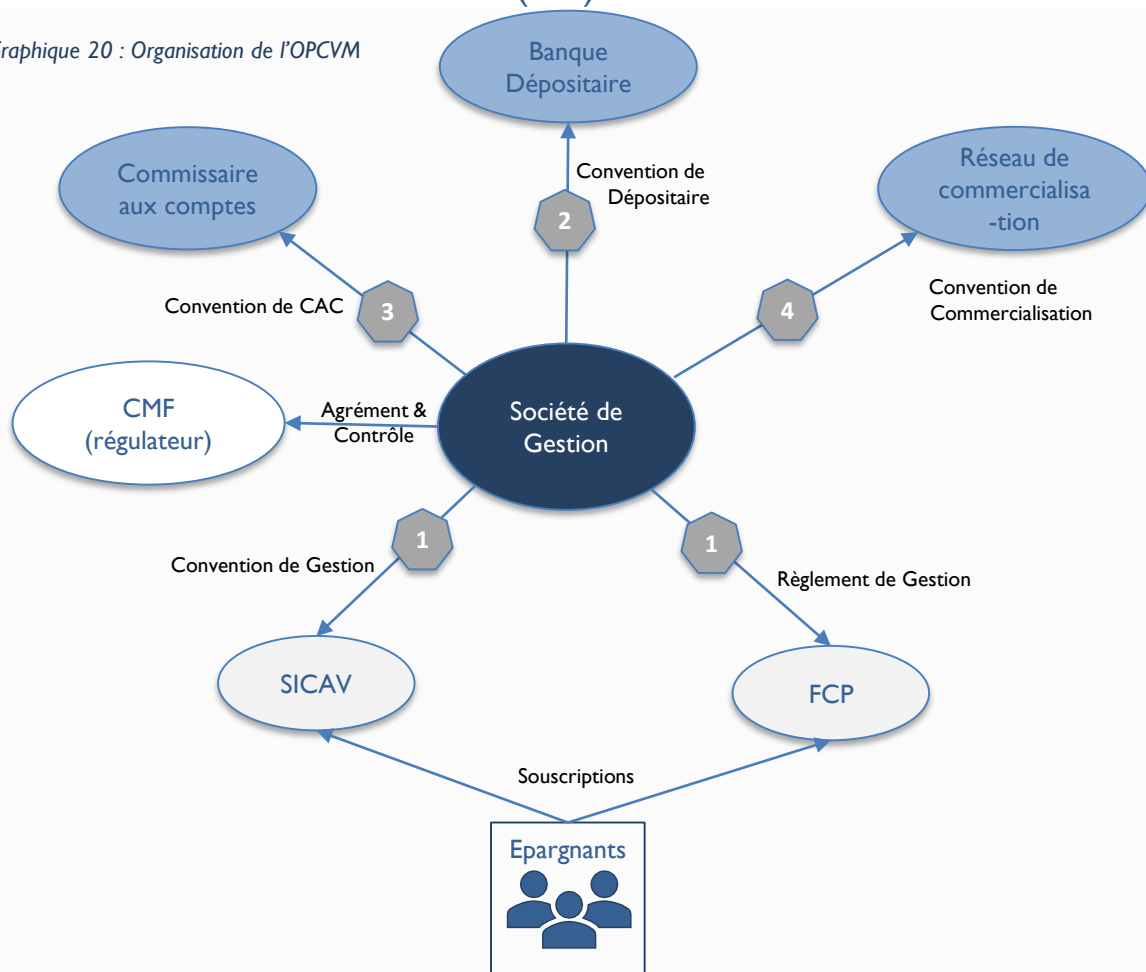 Graphique 20 : Organisation de l'OPCVM
Banque
Dépositaire
Commissaire
aux comptes
Réseau de
commercialisa
-tion
Convention de
Dépositaire
2
Convention de CAC
3
4
Convention de
Commercialisation
CMF
(régulateur)
Agrément &
Contrôle
Société de
Gestion
1
1
Convention de Gestion
Règlement de Gestion
SICAV
FCP
Souscriptions
Epargnants